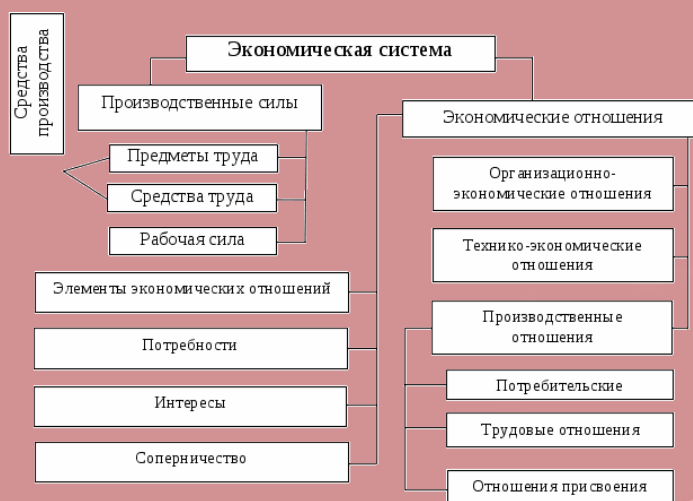 Средства
производства
Экономическая система
Производственные силы
Экономические отношения
Предметы труда
Средства труда
Рабочая сила
Организационно-
экономические отношения
Технико-экономические
отношения
Элементы экономических отношений
Производственные
отношения
Потребности
Потребительские
Интересы
Трудовые отношения
Соперничество
Отношения присвоения